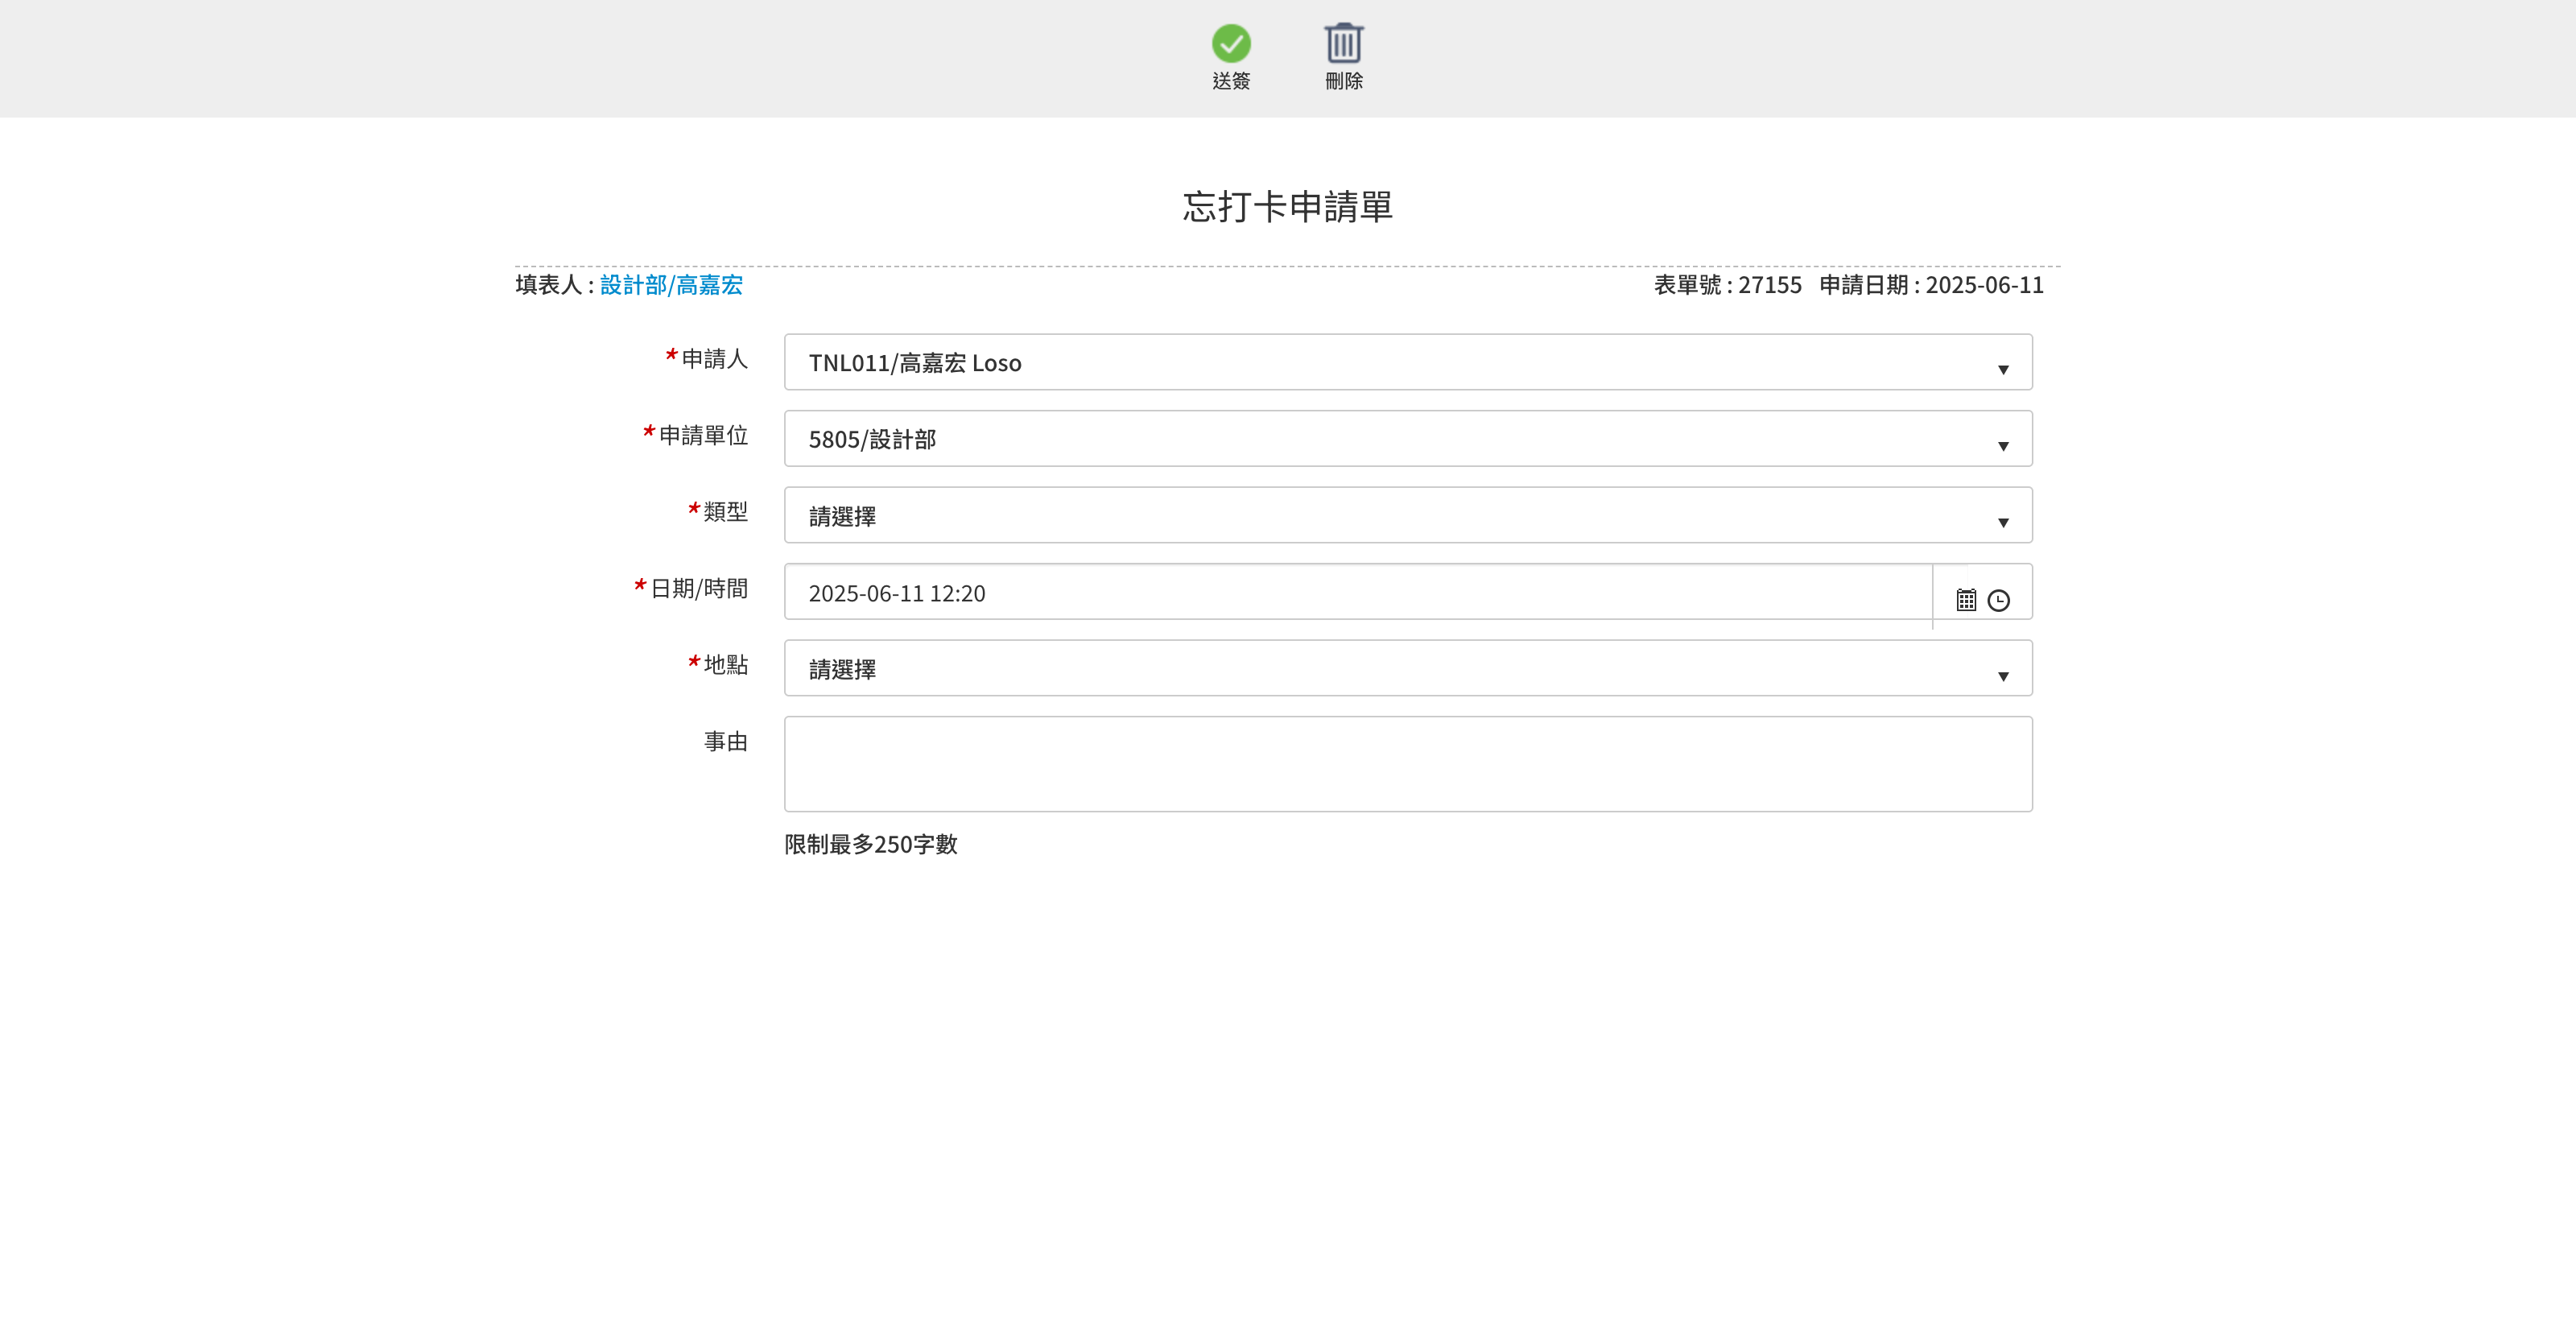 送簽 刪除
忘打卡申請單
填表人 : 設計部/高嘉宏 表單號 : 27155 申請日期 : 2025-06-11
*申請人 TNL011/高嘉宏 Loso
*申請單位 5805/設計部
*類型 請選擇
*日期/時間 2025-06-11 12:20
*地點 請選擇
事由
限制最多250字數